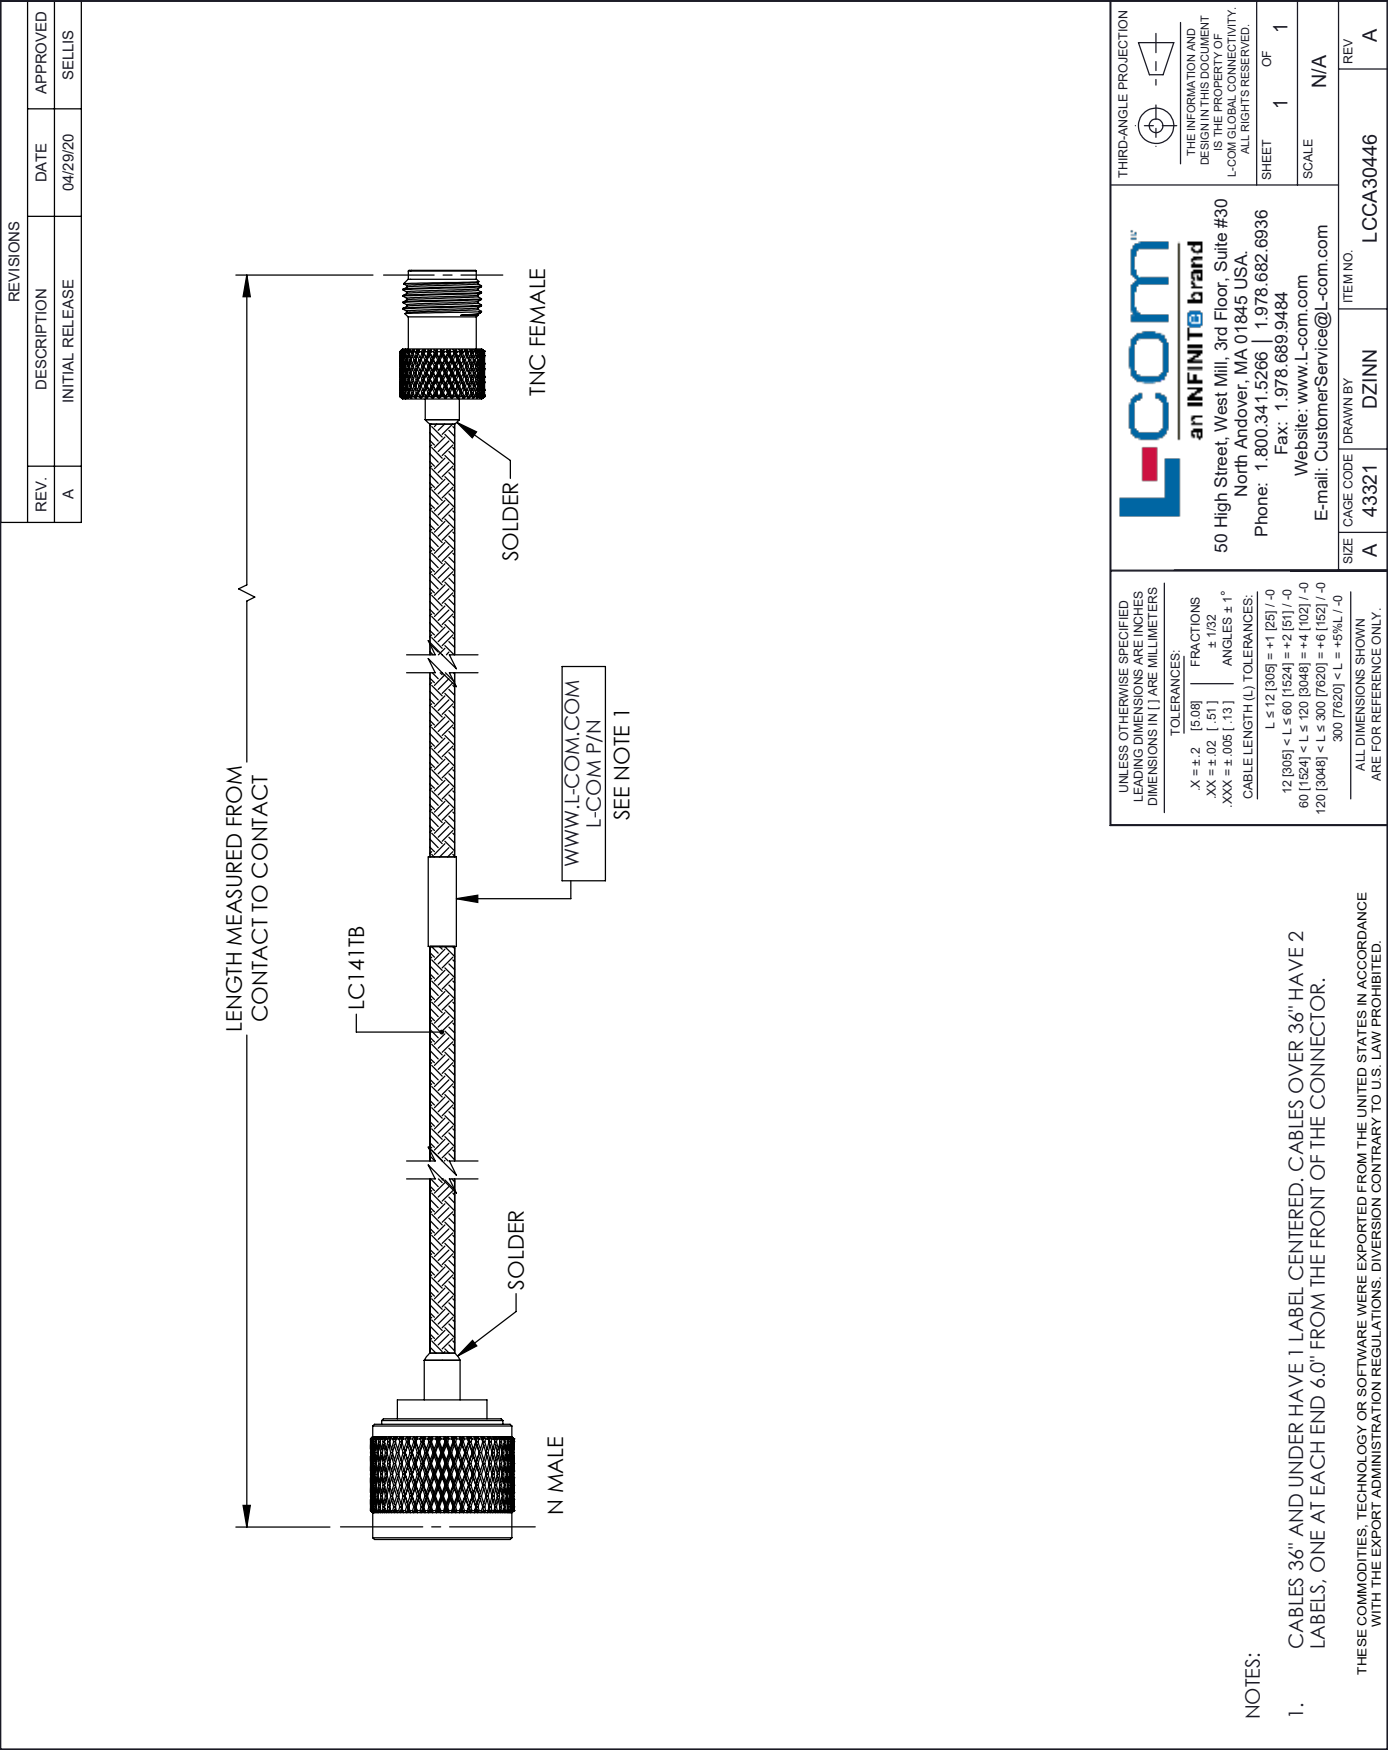 REVISIONS
REV. DESCRIPTION DATE APPROVED
A INITIAL RELEASE 04/29/20 SELLIS
LENGTH MEASURED FROM
CONTACT TO CONTACT
LC141TB
SOLDER
SOLDER
N MALE
TNC FEMALE
WWW.L-COM.COM
L-COM P/N
SEE NOTE 1
NOTES:
1. CABLES 36" AND UNDER HAVE 1 LABEL CENTERED. CABLES OVER 36" HAVE 2
LABELS, ONE AT EACH END 6.0" FROM THE FRONT OF THE CONNECTOR.
THESE COMMODITIES, TECHNOLOGY OR SOFTWARE WERE EXPORTED FROM THE UNITED STATES IN ACCORDANCE
WITH THE EXPORT ADMINISTRATION REGULATIONS. DIVERSION CONTRARY TO U.S. LAW PROHIBITED.
UNLESS OTHERWISE SPECIFIED
LEADING DIMENSIONS ARE INCHES
DIMENSIONS IN [ ] ARE MILLIMETERS
TOLERANCES:
.X = ±.2 [5.08] FRACTIONS
.XX = ±.02 [ .51] ± 1/32
.XXX = ±.005 [ .13 ] ANGLES ± 1°
CABLE LENGTH (L) TOLERANCES:
L ≤ 12 [305] = +1 [25] / -0
12 [305] < L ≤ 60 [1524] = +2 [51] / -0
60 [1524] < L ≤ 120 [3048] = +4 [102] / -0
120 [3048] < L ≤ 300 [7620] = +6 [152] / -0
300 [7620] < L = +5%L / -0
ALL DIMENSIONS SHOWN
ARE FOR REFERENCE ONLY.
L-com
an INFINITe brand
50 High Street, West Mill, 3rd Floor, Suite #30
North Andover, MA 01845 USA.
Phone: 1.800.341.5266 | 1.978.682.6936
Fax: 1.978.689.9484
Website: www.L-com.com
E-mail: CustomerService@L-com.com
THIRD-ANGLE PROJECTION
THE INFORMATION AND
DESIGN IN THIS DOCUMENT
IS THE PROPERTY OF
L-COM GLOBAL CONNECTIVITY.
ALL RIGHTS RESERVED.
SHEET 1 OF 1
SCALE N/A
SIZE CAGE CODE DRAWN BY ITEM NO. REV
A 43321 DZINN LCCA30446 A